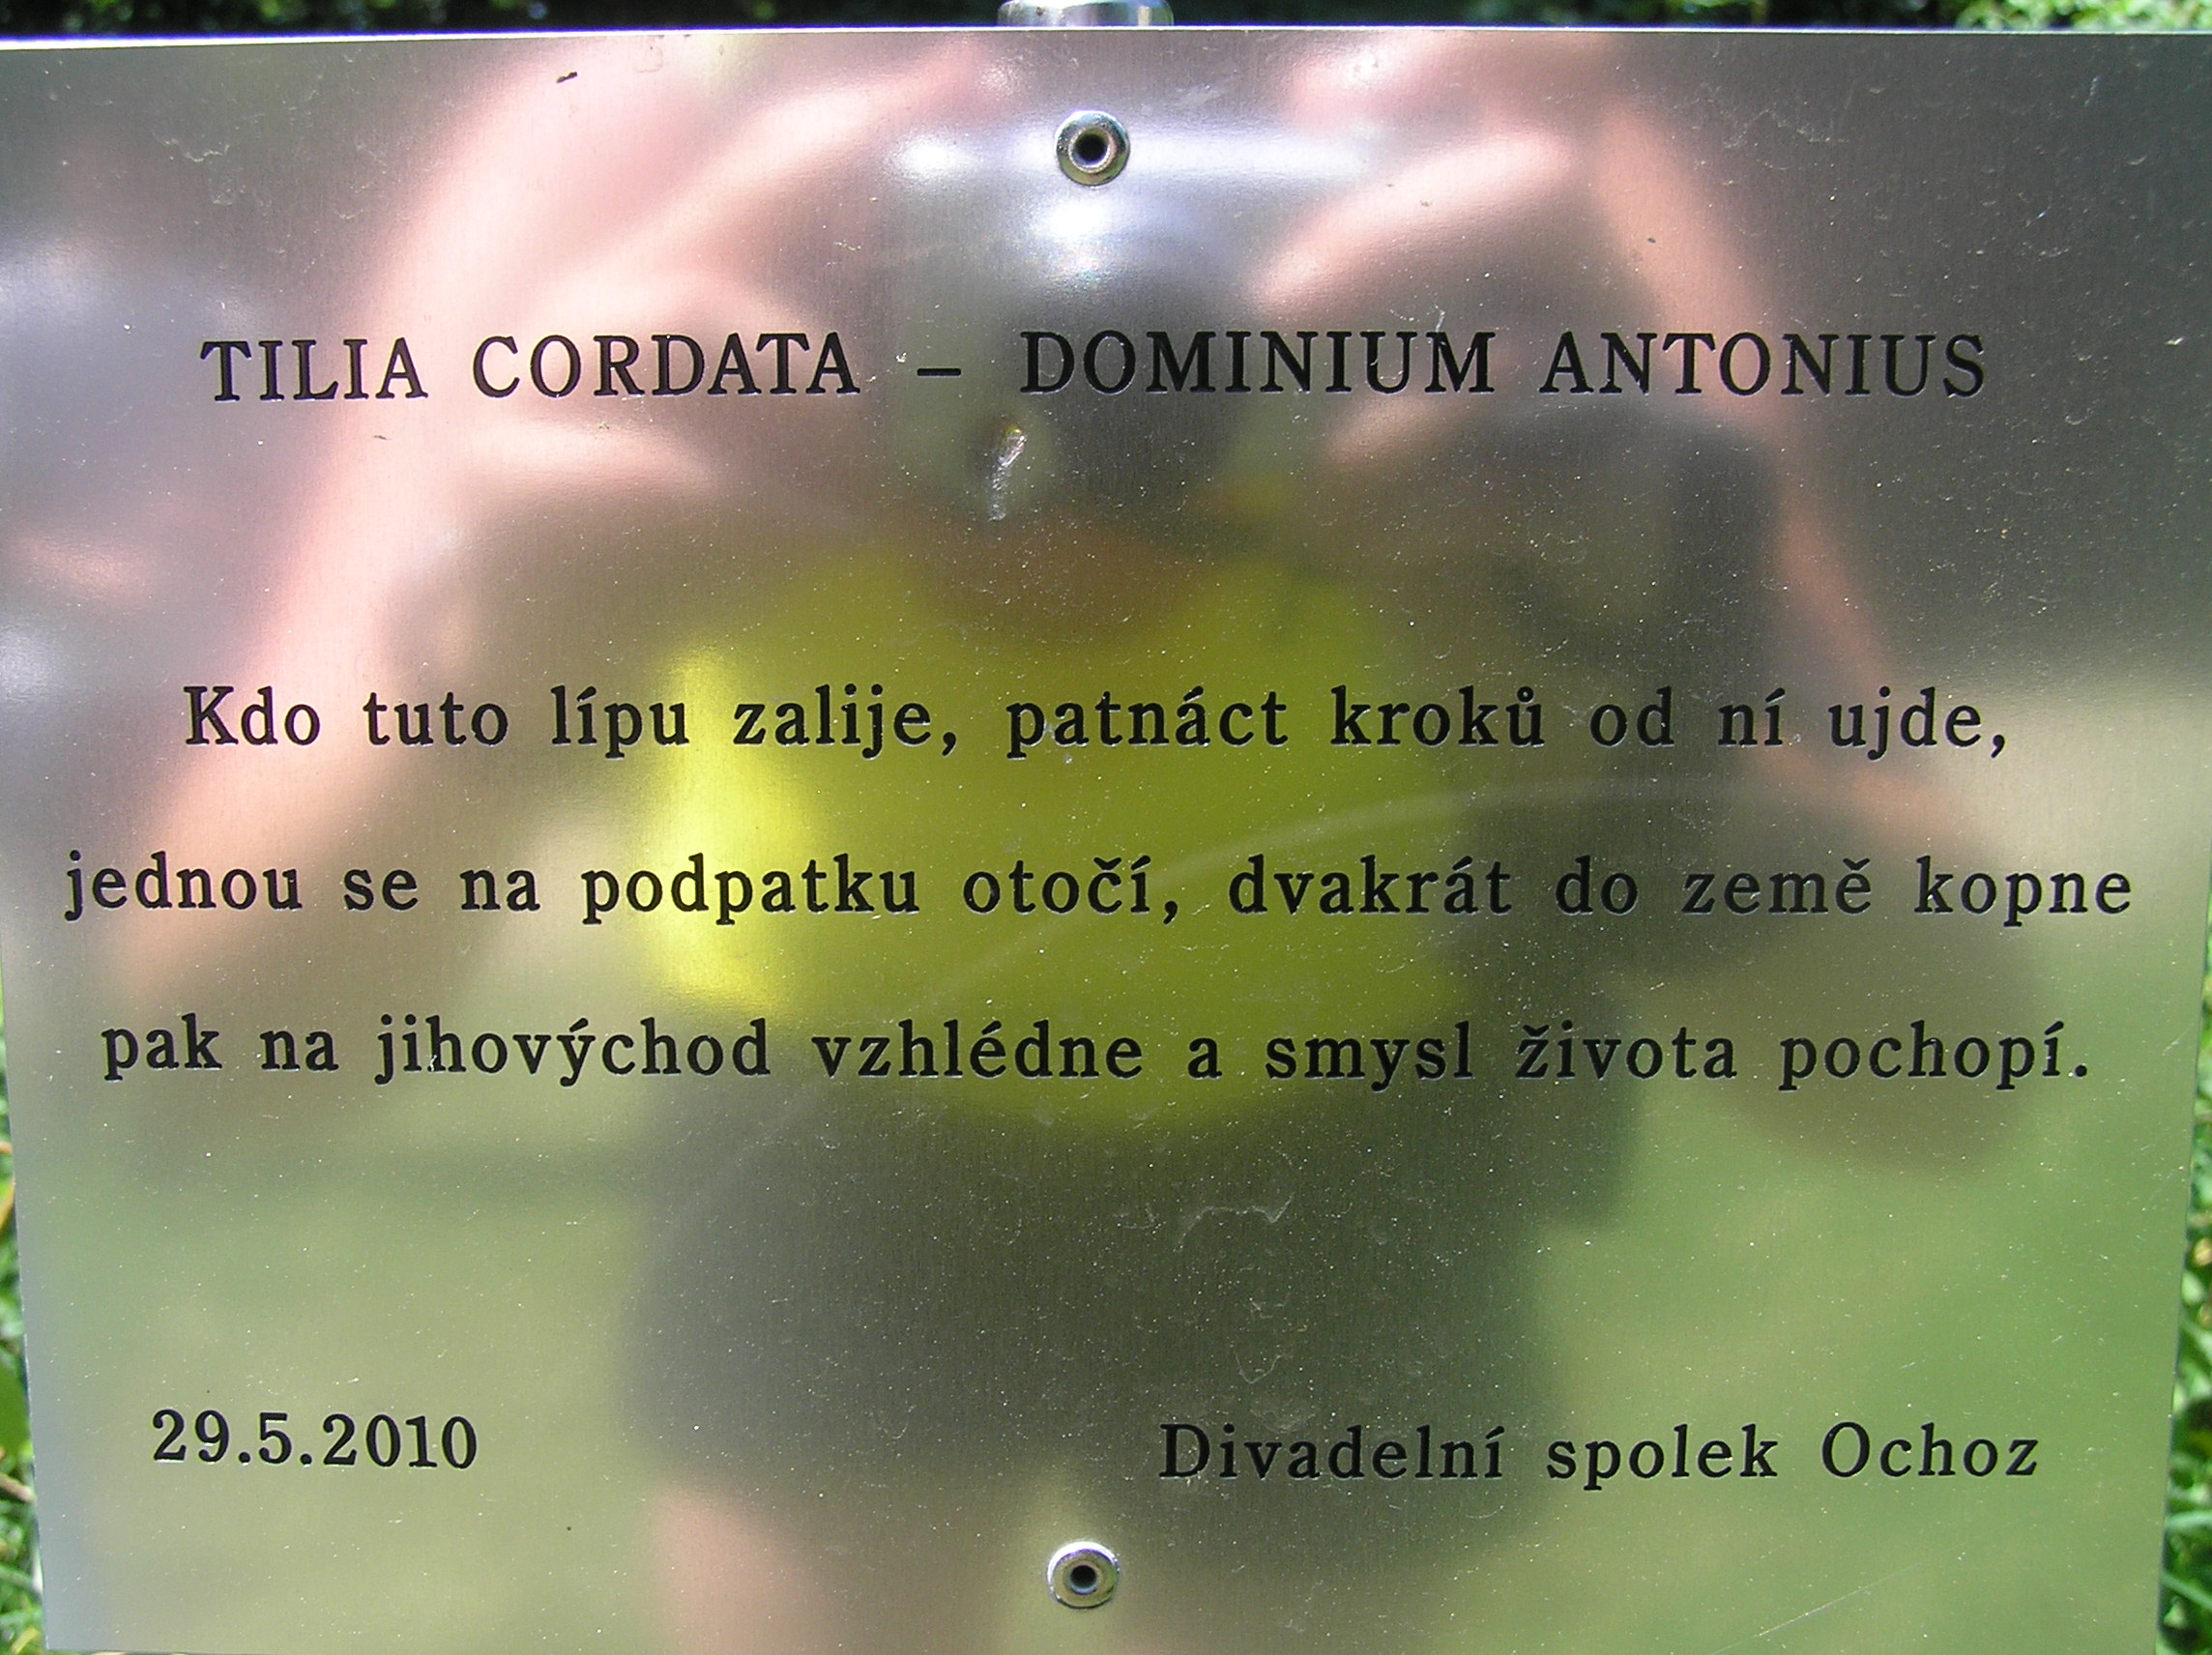 TILIA CORDATA – DOMINIUM ANTONIUS
Kdo tuto lípu zalije, patnáct kroků od ní ujde,
jednou se na podpatku otočí, dvakrát do země kopne
pak na jihovýchod vzhlédne a smysl života pochopí.
29.5.2010 Divadelní spolek Ochoz